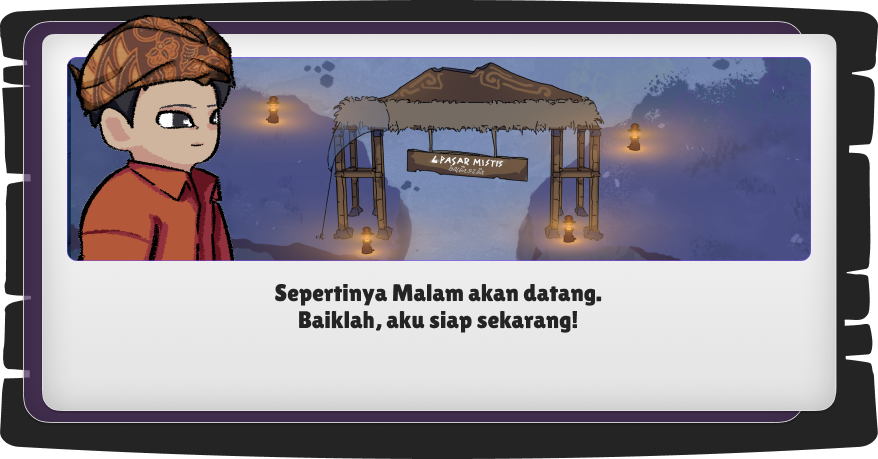 PASAR MISTIS
Sepertinya Malam akan datang.
Baiklah, aku siap sekarang!